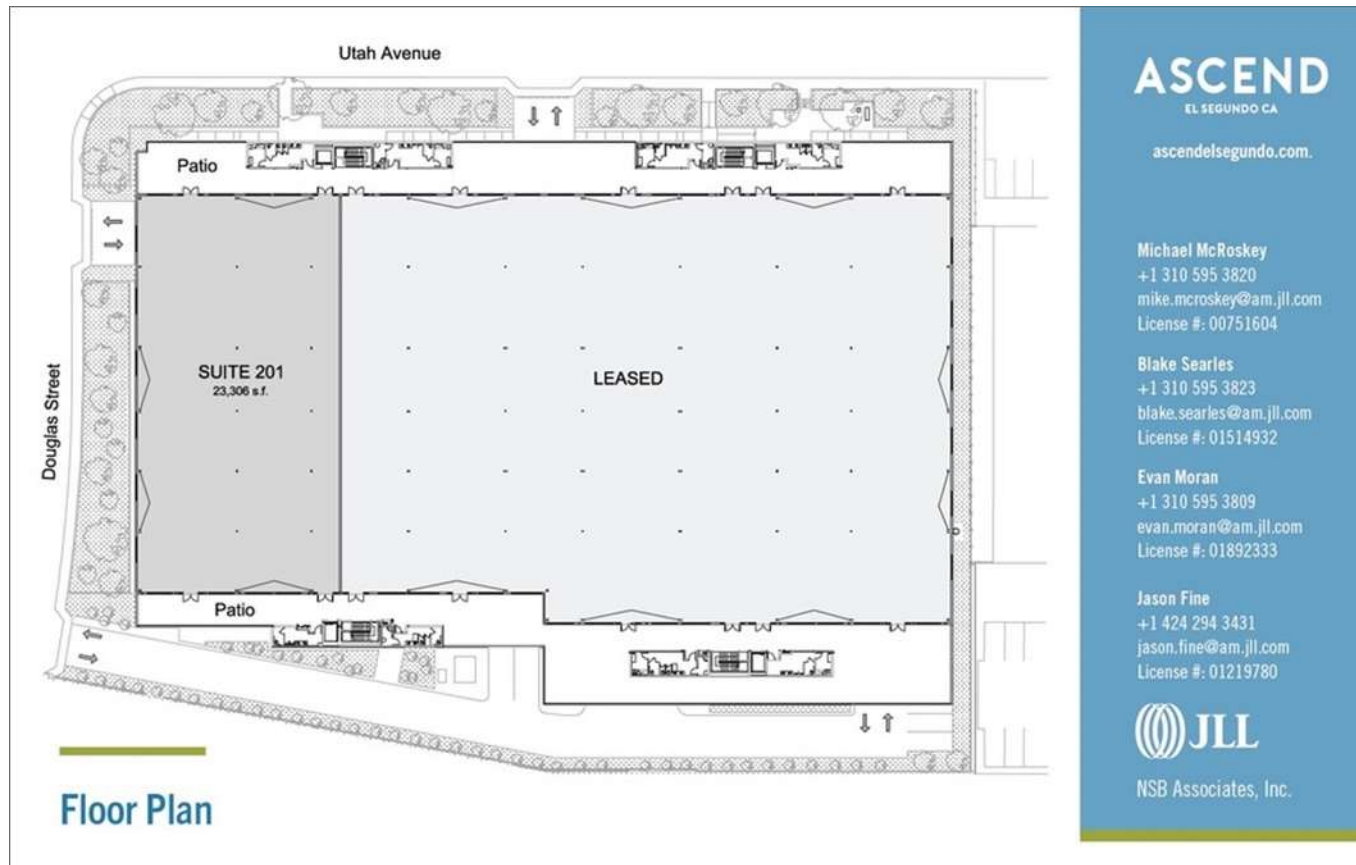 Utah Avenue
Patio
Douglas Street
SUITE 201
23,306 s.f.
LEASED
Patio
Floor Plan
ASCEND
EL SEGUNDO CA
ascendelsegundo.com.
Michael McRoskey
+1 310 595 3820
mike.mcroskey@am.jll.com
License #: 00751604
Blake Searles
+1 310 595 3823
blake.searles@am.jll.com
License #: 01514932
Evan Moran
+1 310 595 3809
evan.moran@am.jll.com
License #: 01892333
Jason Fine
+1 424 294 3431
jason.fine@am.jll.com
License #: 01219780
JLL
NSB Associates, Inc.